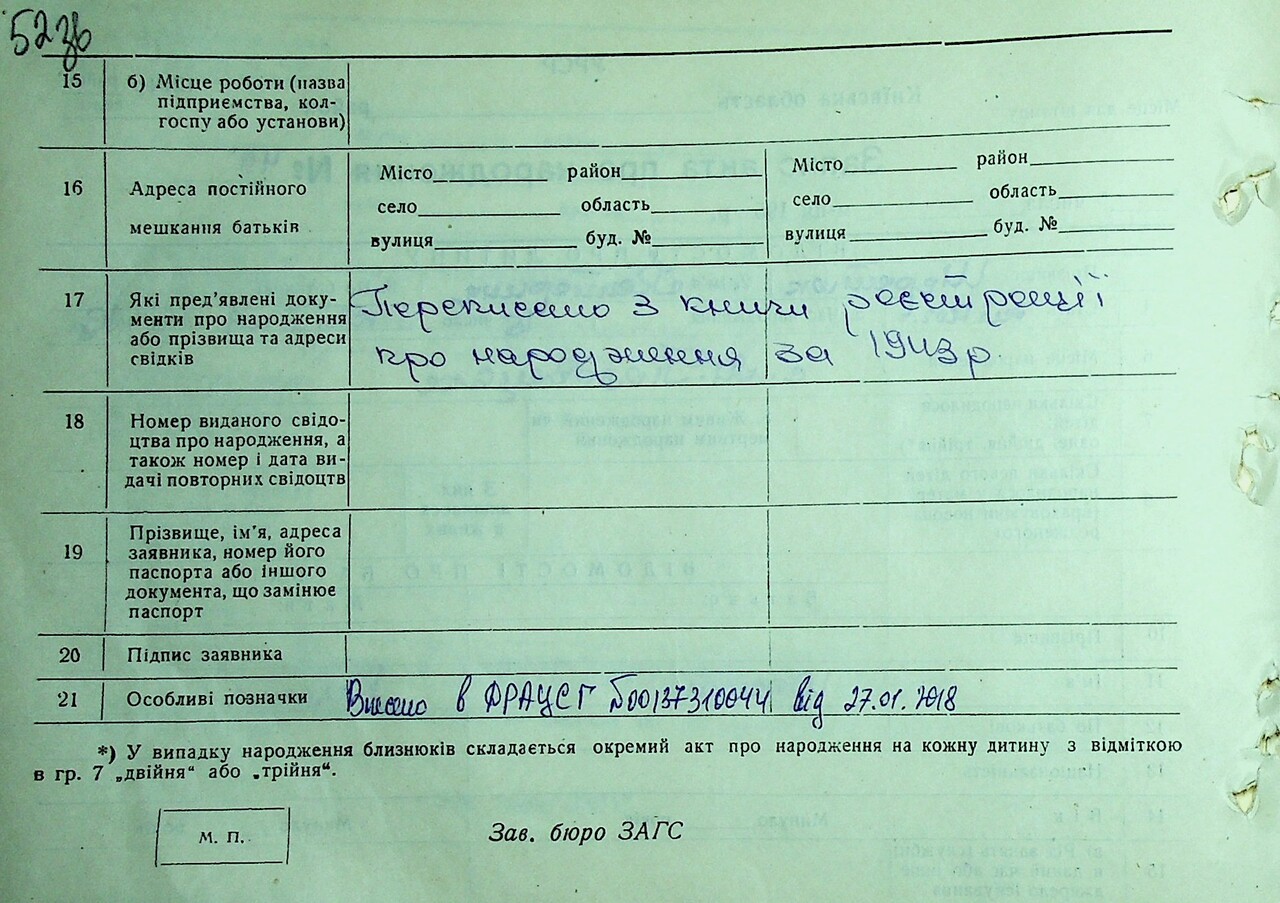 52зв
15 б) Місце роботи (назва
підприємства, кол-
госпу або установи)
16 Адреса постійного
мешкання батьків
Місто район
село область
вулиця буд. №
Місто район
село область
вулиця буд. №
17 Які пред’явлені доку-
менти про народження
або прізвища та адреси
свідків
Переписано з книги реєстрації
про народження за 1943р
18 Номер виданого свідо-
цтва про народження, а
також номер і дата ви-
дачі повторних свідоцтв
19 Прізвище, ім’я, адреса
заявника, номер його
паспорта або іншого
документа, що замінює
паспорт
20 Підпис заявника
21 Особливі позначки
Внесено в ДРАЦСГ від 27.01.2018
*) У випадку народження близнюків складається окремий акт про народження на кожну дитину з відміткою
в гр. 7 „двійня“ або „трійня“.
М. П.
Зав. бюро ЗАГС